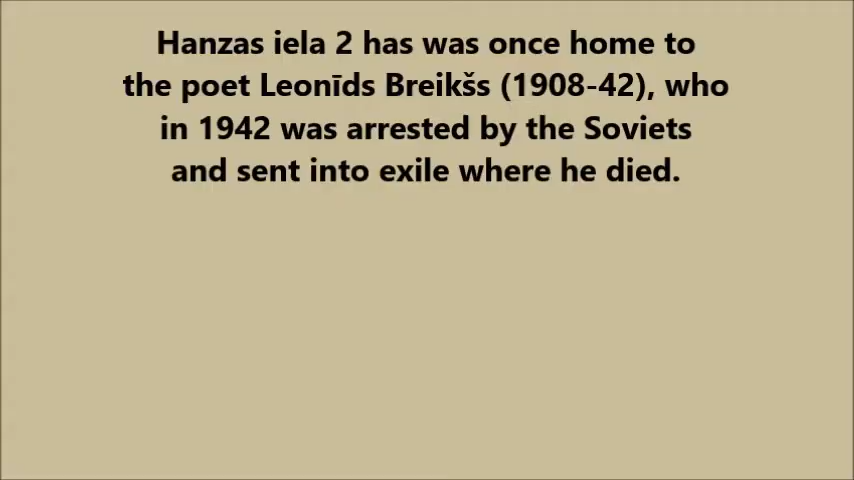 Hanzas iela 2 has was once home to
the poet Leonīds Breikšs (1908-42), who
in 1942 was arrested by the Soviets
and sent into exile where he died.